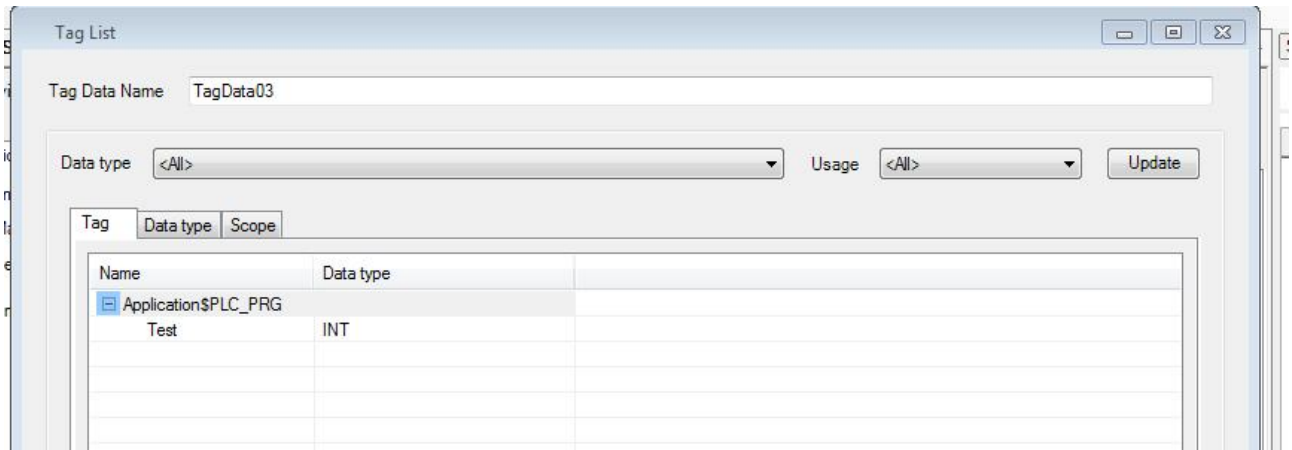 Tag List
Tag Data Name TagData03
Data type <All> Usage <All> Update
Tag Data type Scope
Name Data type
Application$PLC_PRG
Test INT